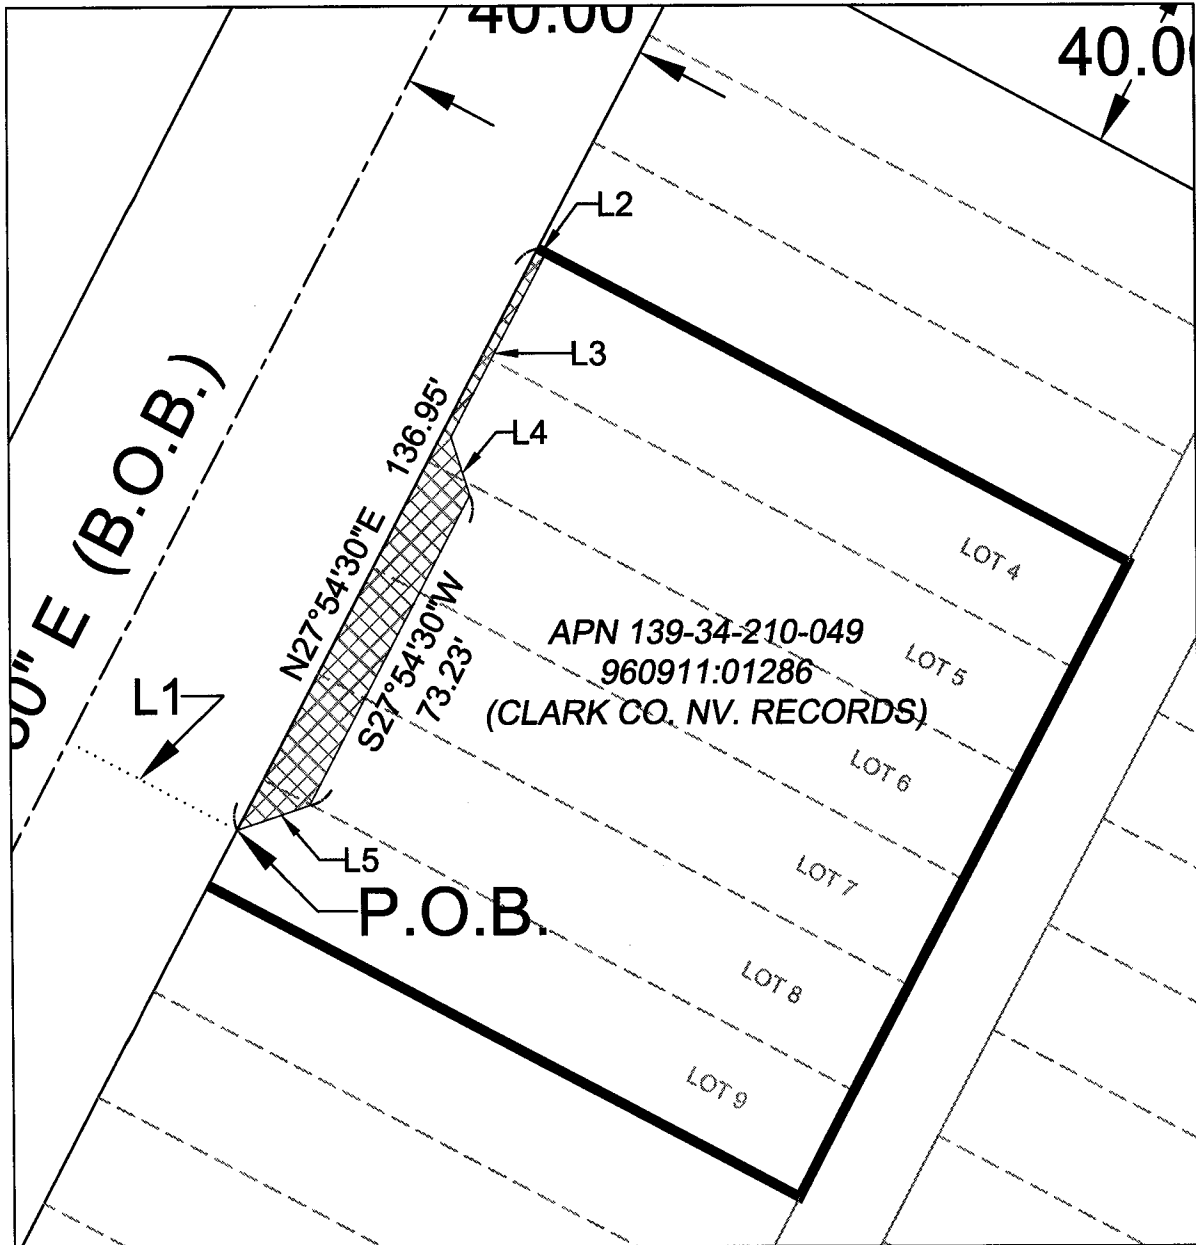 40.00
40.0
L2
L3
L4
136.95'
N27°54'30"E
S27°54'30"W
73.23'
30" E (B.O.B.)
L1
L5
P.O.B.
APN 139-34-210-049
960911:01286
(CLARK CO. NV. RECORDS)
LOT 4
LOT 5
LOT 6
LOT 7
LOT 8
LOT 9